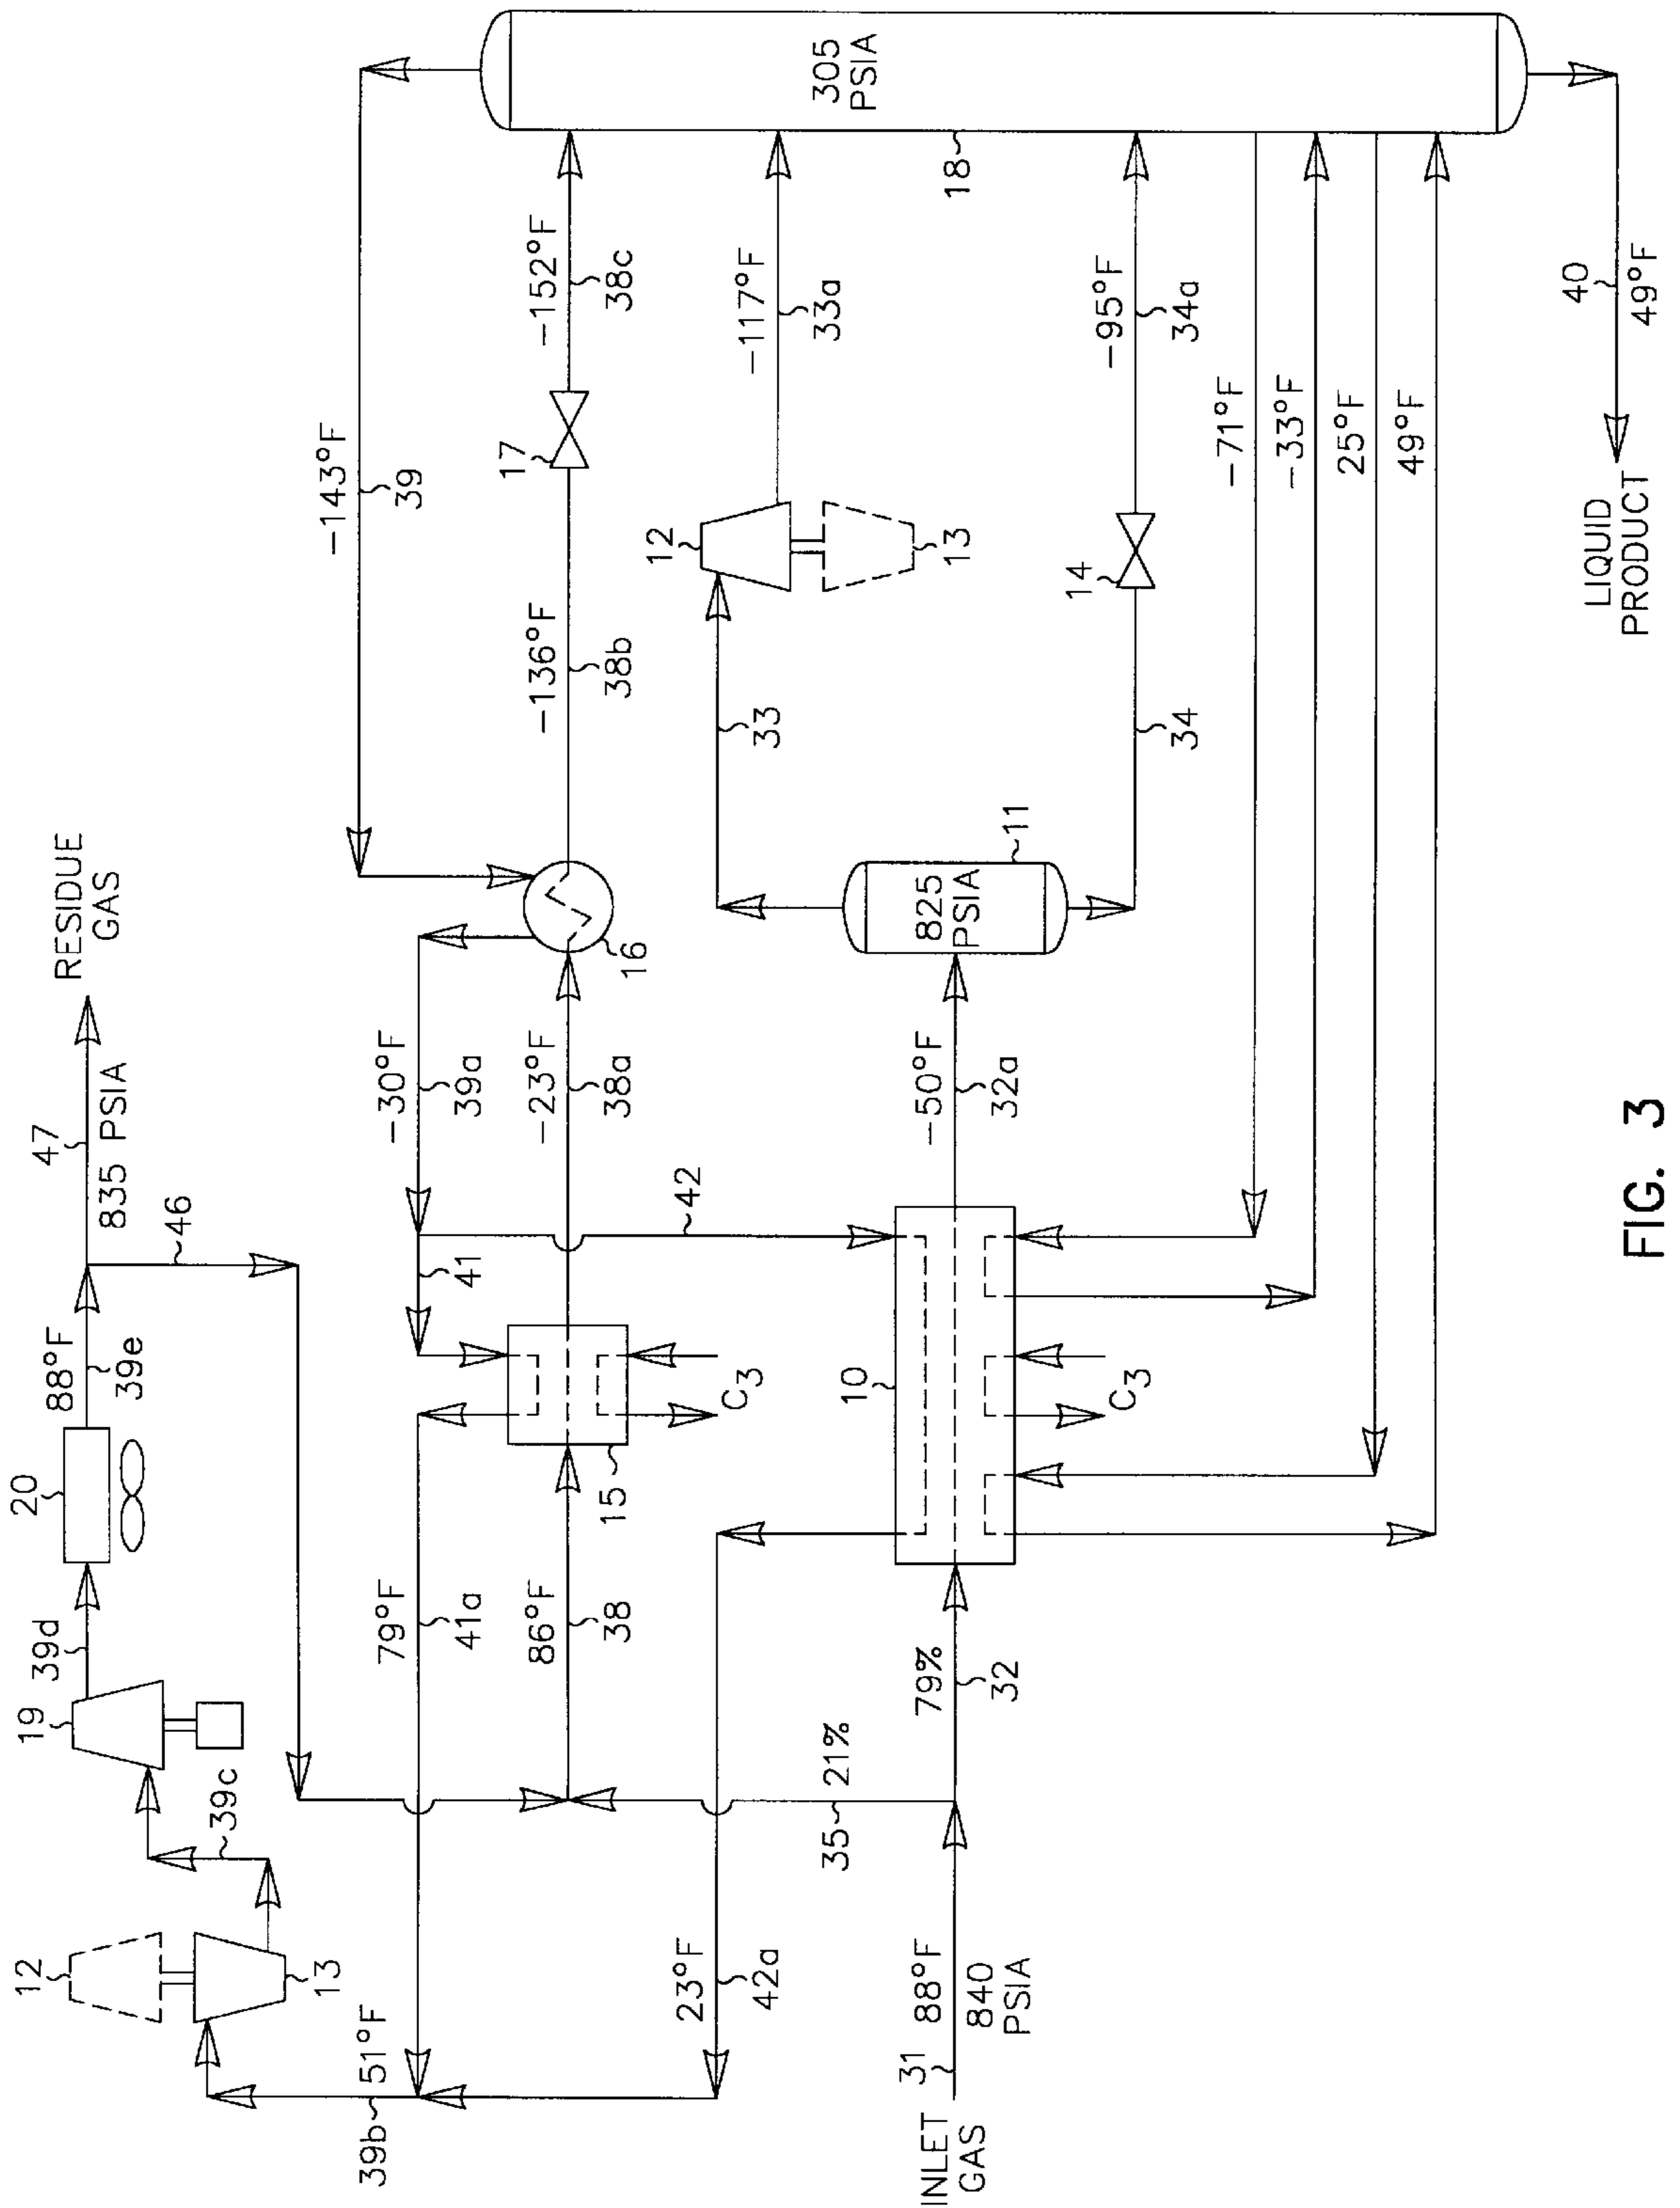 RESIDUE
GAS
47
835 PSIA
46
88°F
39e
20
39d
19
39c
12
13
51°F
39b
-143°F
39
-30°F
39a
41
42
79°F
41a
15
C3
86°F
38
-23°F
38a
16
-136°F
38b
17
-152°F
38c
12
13
33
-117°F
33a
305
PSIA
18
11
825
PSIA
34
14
-95°F
34a
-50°F
32a
10
C3
79%
32
35
21%
23°F
42a
INLET
GAS
31
88°F
840
PSIA
-71°F
-33°F
25°F
49°F
40
49°F
LIQUID
PRODUCT
FIG. 3